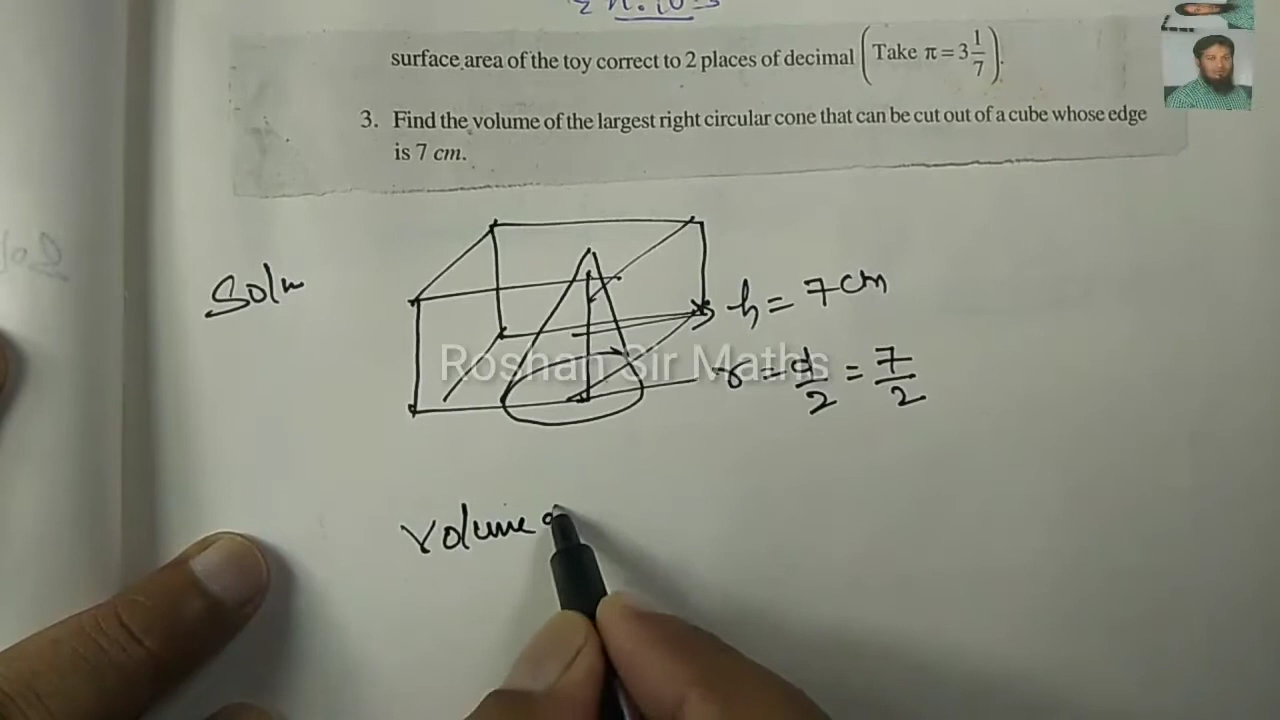 surface area of the toy correct to 2 places of decimal (Take π = 3 1/7).
3. Find the volume of the largest right circular cone that can be cut out of a cube whose edge
is 7 cm.
Soln
h = 7 cm
Roshan Sir Maths
r = d/2 = 7/2
Volume